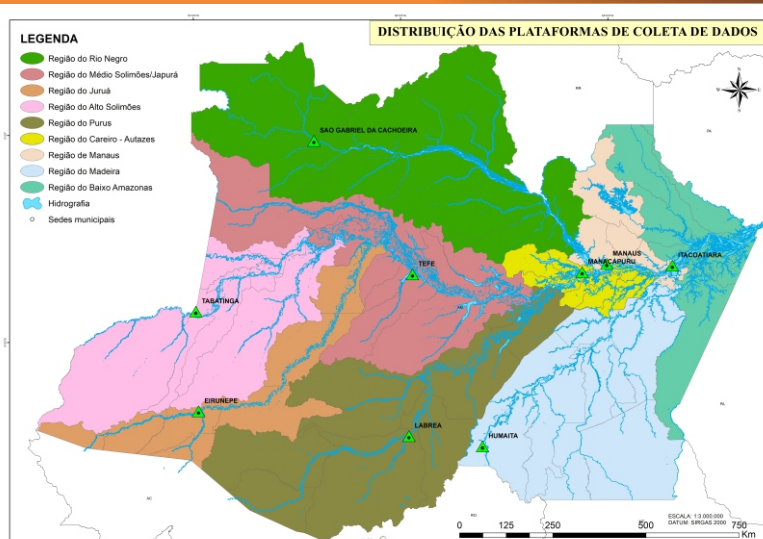 DISTRIBUIÇÃO DAS PLATAFORMAS DE COLETA DE DADOS
LEGENDA
Região do Rio Negro
Região do Médio Solimões/Japurá
Região do Juruá
Região do Alto Solimões
Região do Purus
Região do Careiro - Autazes
Região de Manaus
Região do Madeira
Região do Baixo Amazonas
Hidrografia
Sedes municipais
SAO GABRIEL DA CACHOEIRA
MANAUS
MANACAPURU
ITACOATIARA
TEFE
TABATINGA
EIRUNEPE
LABREA
HUMAITA
PA
PA
AC
ESCALA: 1:3.000.000
DATUM: SIRGAS 2000
0 125 250 500 750
Km